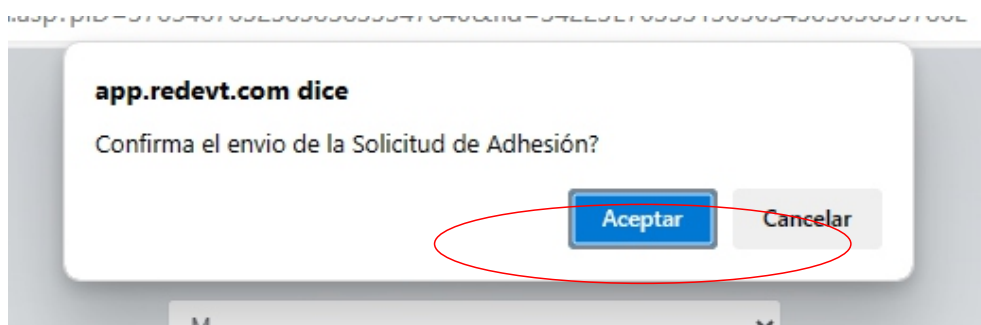 app.redevt.com dice
Confirma el envio de la Solicitud de Adhesión?
Aceptar Cancelar